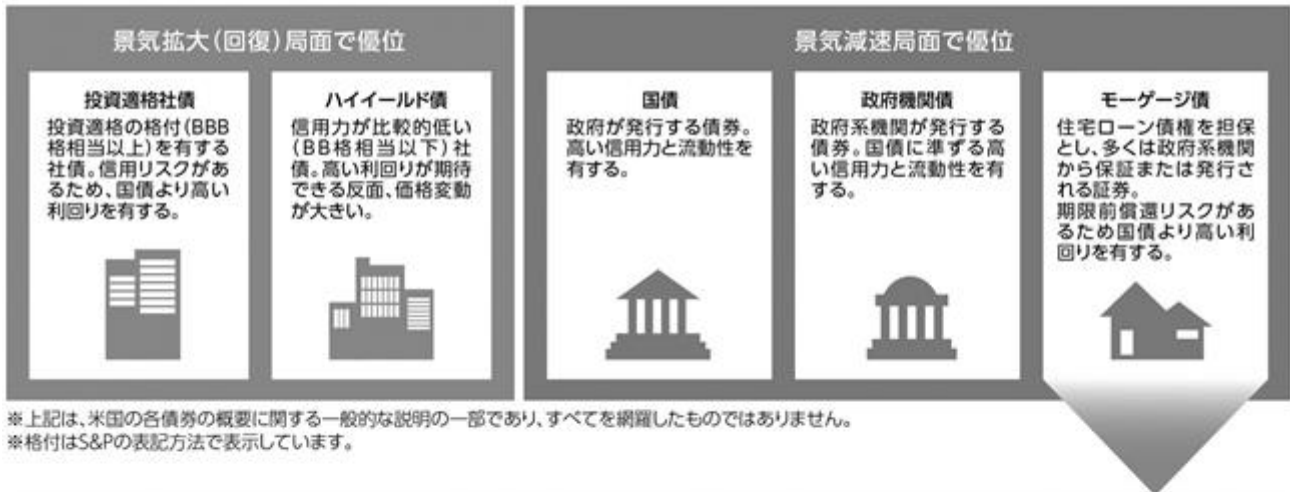 景気拡大(回復)局面で優位
投資適格社債
投資適格の格付(BBB
格相当以上)を有する
社債。信用リスクがあ
るため、国債より高い
利回りを有する。
ハイイールド債
信用力が比較的低い
(BB格相当以下)社
債。高い利回りが期待
できる反面、価格変動
が大きい。
景気減速局面で優位
国債
政府が発行する債券。
高い信用力と流動性を
有する。
政府機関債
政府系機関が発行する
債券。国債に準ずる高
い信用力と流動性を有
する。
モーゲージ債
住宅ローン債権を担保
とし、多くは政府系機関
から保証または発行さ
れる証券。
期限前償還リスクがあ
るため国債より高い利
回りを有する。
※上記は、米国の各債券の概要に関する一般的な説明の一部であり、すべてを網羅したものではありません。
※格付はS&Pの表記方法で表示しています。